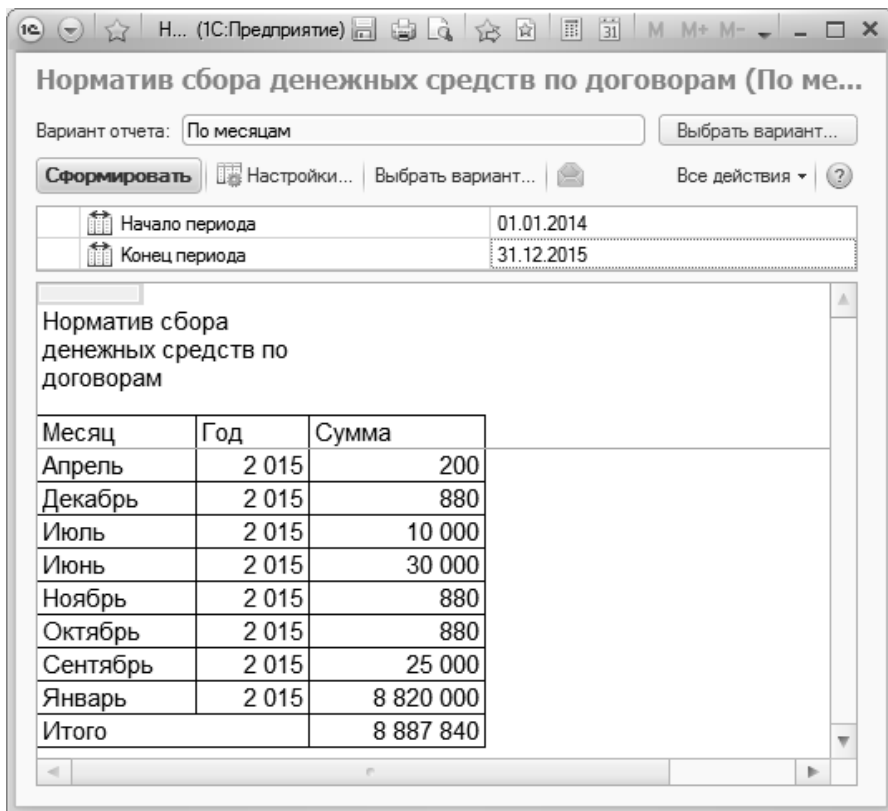 1С Н... (1С:Предприятие) 31 M M+ M-
Норматив сбора денежных средств по договорам (По ме...
Вариант отчета: По месяцам Выбрать вариант...
Сформировать Настройки... Выбрать вариант... Все действия ?
Начало периода 01.01.2014
Конец периода 31.12.2015
Норматив сбора
денежных средств по
договорам
Месяц Год Сумма
Апрель 2 015 200
Декабрь 2 015 880
Июль 2 015 10 000
Июнь 2 015 30 000
Ноябрь 2 015 880
Октябрь 2 015 880
Сентябрь 2 015 25 000
Январь 2 015 8 820 000
Итого 8 887 840